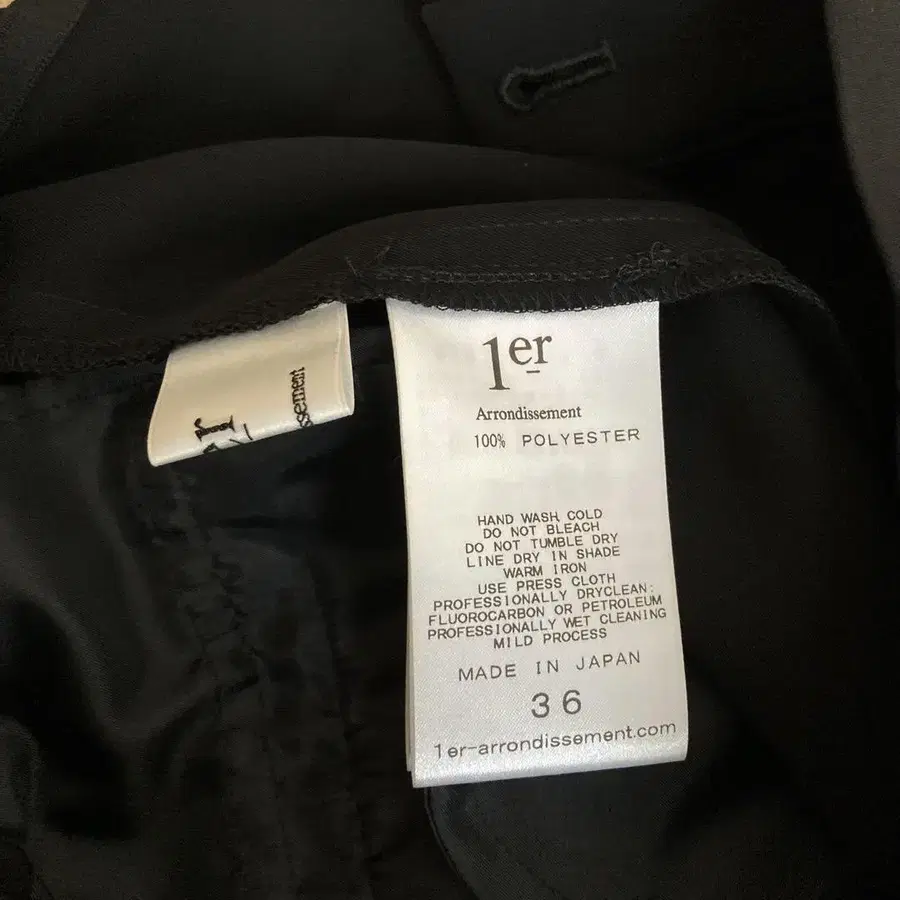 r
ssement
1er
Arrondissement
100% POLYESTER
HAND WASH COLD
DO NOT BLEACH
DO NOT TUMBLE DRY
LINE DRY IN SHADE
WARM IRON
USE PRESS CLOTH
PROFESSIONALLY DRYCLEAN:
FLUOROCARBON OR PETROLEUM
PROFESSIONALLY WET CLEANING
MILD PROCESS
MADE IN JAPAN
36
1er-arrondissement.com